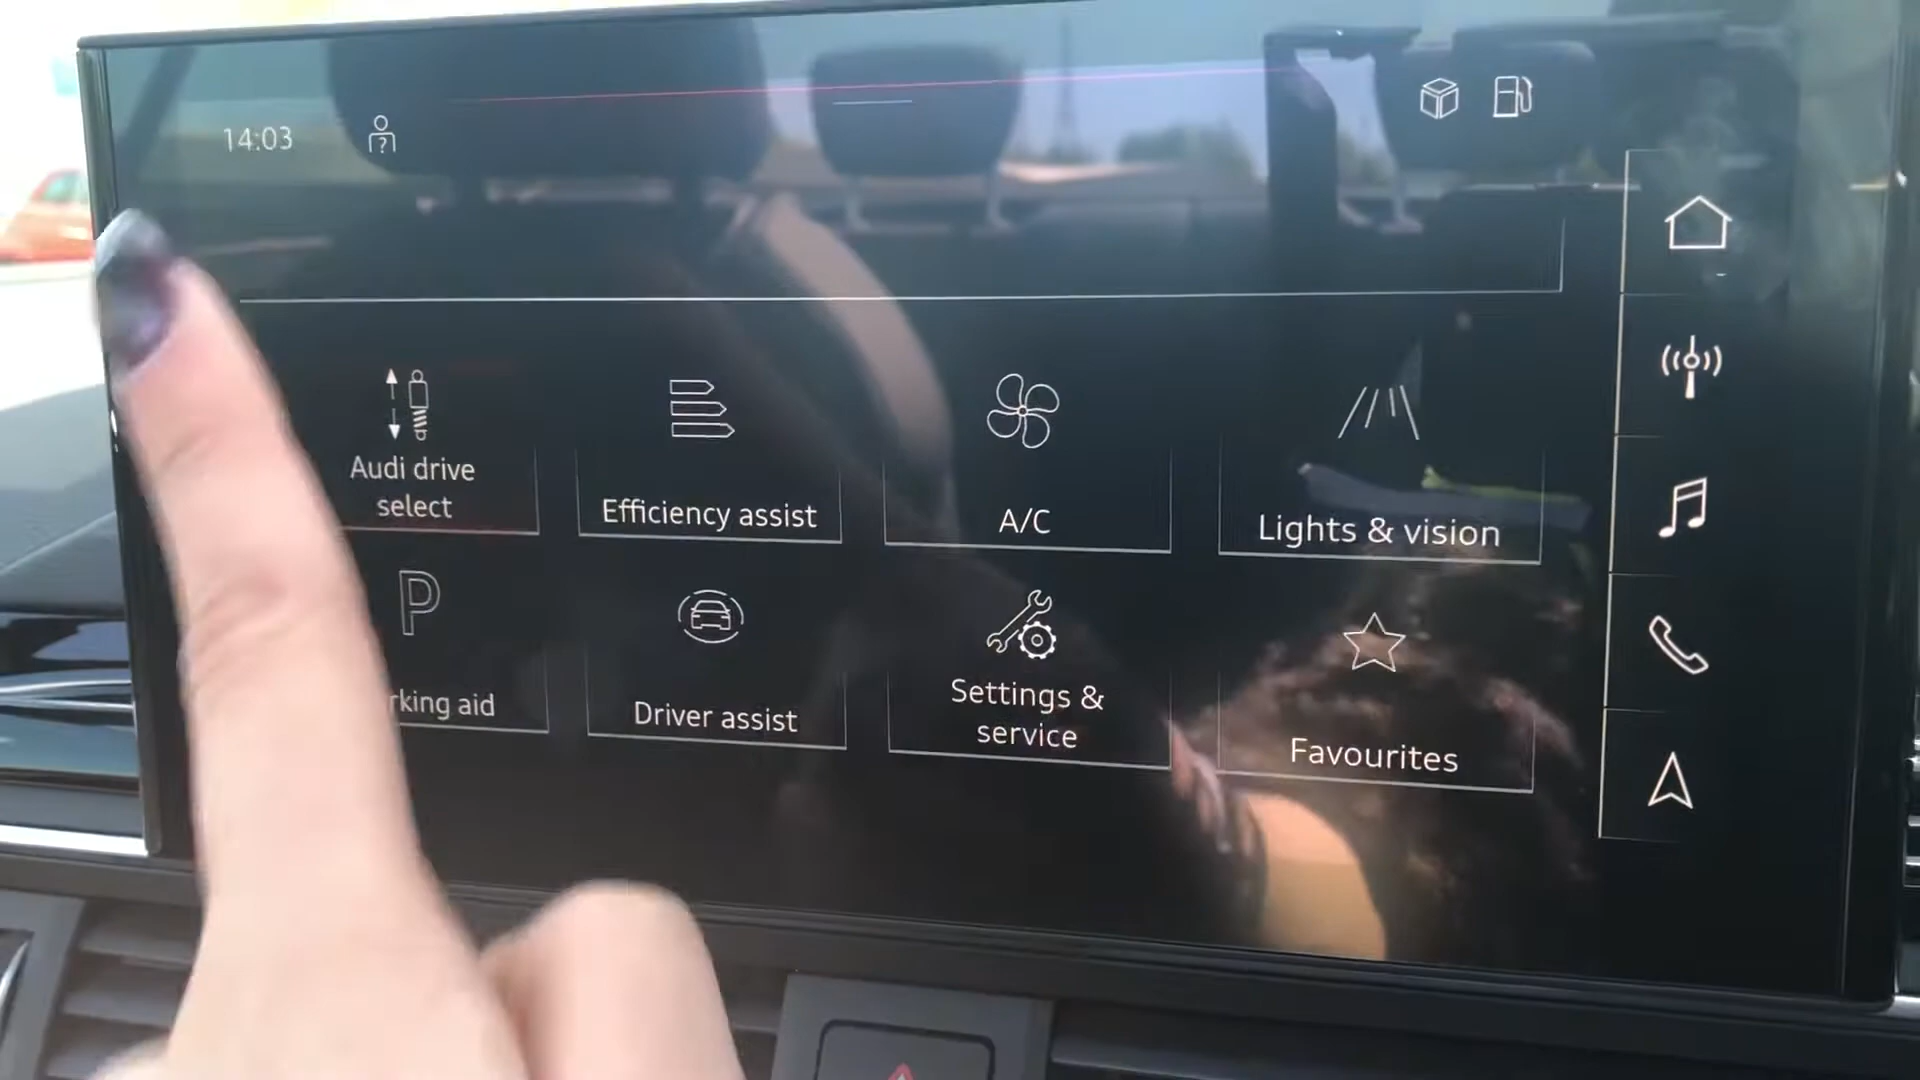 14:03
Audi drive
select
Efficiency assist
A/C
Lights & vision
P
rking aid
Driver assist
Settings &
service
Favourites